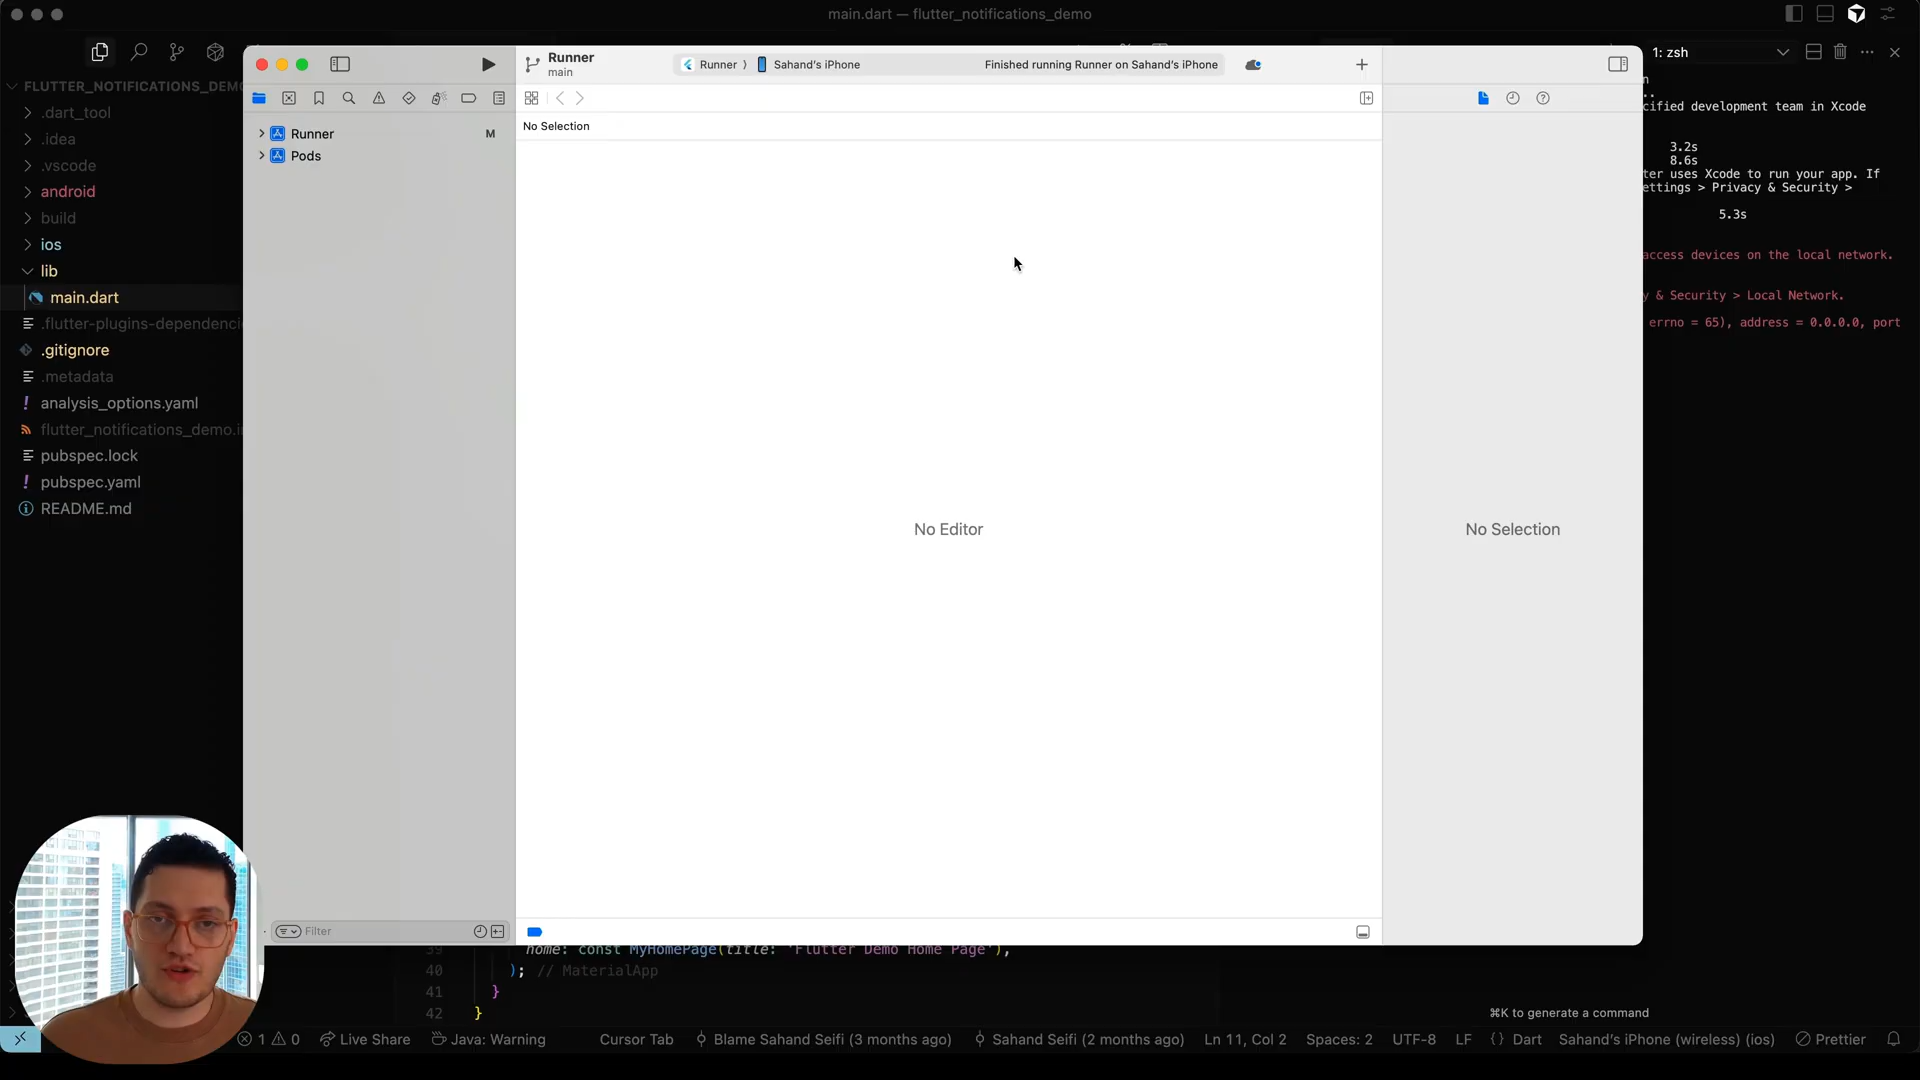 main.dart — flutter_notifications_demo
FLUTTER_NOTIFICATIONS_DEMO
.dart_tool
.idea
.vscode
android
build
ios
lib
main.dart
.flutter-plugins-dependenci
.gitignore
.metadata
analysis_options.yaml
flutter_notifications_demo.i
pubspec.lock
pubspec.yaml
README.md
Runner
main
Runner
Sahand's iPhone
Finished running Runner on Sahand's iPhone
No Selection
Runner
M
Pods
No Editor
No Selection
Filter
1: zsh
n
..
cified development team in Xcode
3.2s
8.6s
ter uses Xcode to run your app. If
ettings > Privacy & Security >
5.3s
access devices on the local network.
y & Security > Local Network.
errno = 65), address = 0.0.0.0, port
39 home: const MyHomePage(title: 'Flutter Demo Home Page'),
40 ); // MaterialApp
41 }
42 }
⌘K to generate a command
1 0 Live Share Java: Warning Cursor Tab Blame Sahand Seifi (3 months ago) Sahand Seifi (2 months ago) Ln 11, Col 2 Spaces: 2 UTF-8 LF {} Dart Sahand's iPhone (wireless) (ios) Prettier